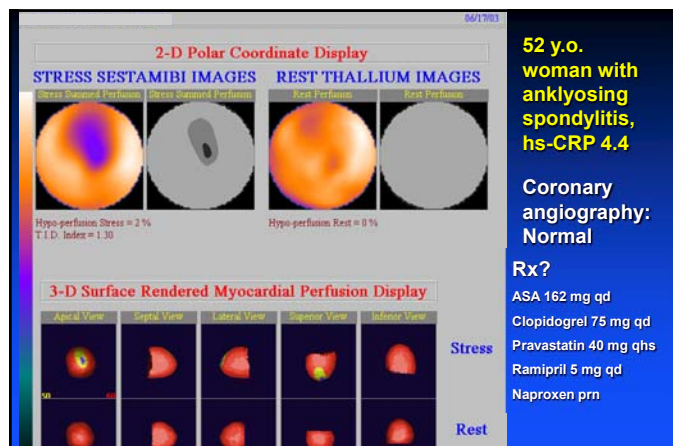 06/17/03
2-D Polar Coordinate Display
STRESS SESTAMIBI IMAGES
REST THALLIUM IMAGES
Stress Summed Perfusion
Stress Summed Perfusion
Rest Perfusion
Rest Perfusion
Hypo-perfusion Stress = 2 %
T.I.D. Index = 1.30
Hypo-perfusion Rest = 0 %
3-D Surface Rendered Myocardial Perfusion Display
Apical View
Septal View
Lateral View
Superior View
Inferior View
Stress
50
60
Rest
52 y.o.
woman with
anklyosing
spondylitis,
hs-CRP 4.4
Coronary
angiography:
Normal
Rx?
ASA 162 mg qd
Clopidogrel 75 mg qd
Pravastatin 40 mg qhs
Ramipril 5 mg qd
Naproxen prn